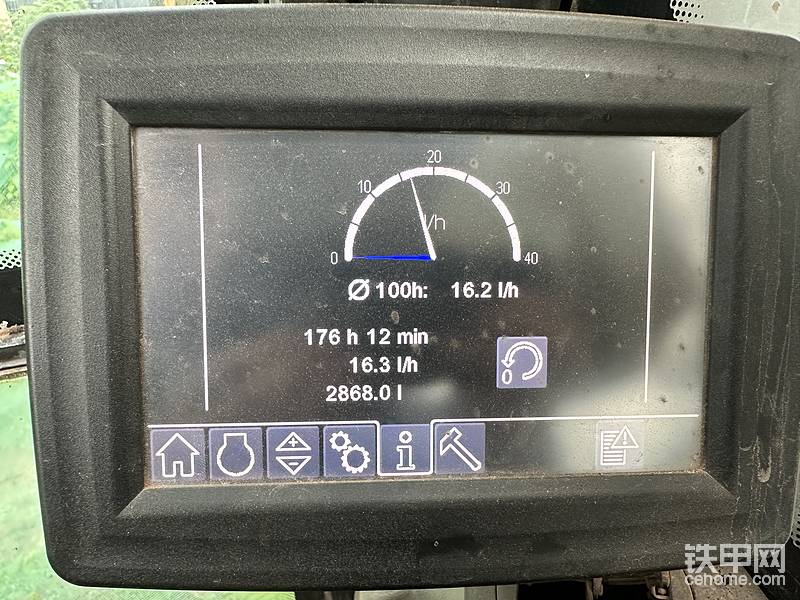 20
10
30
l/h
0
40
Ø 100h: 16.2 l/h
176 h 12 min
16.3 l/h
2868.0 l
0
铁甲网
cehome.com